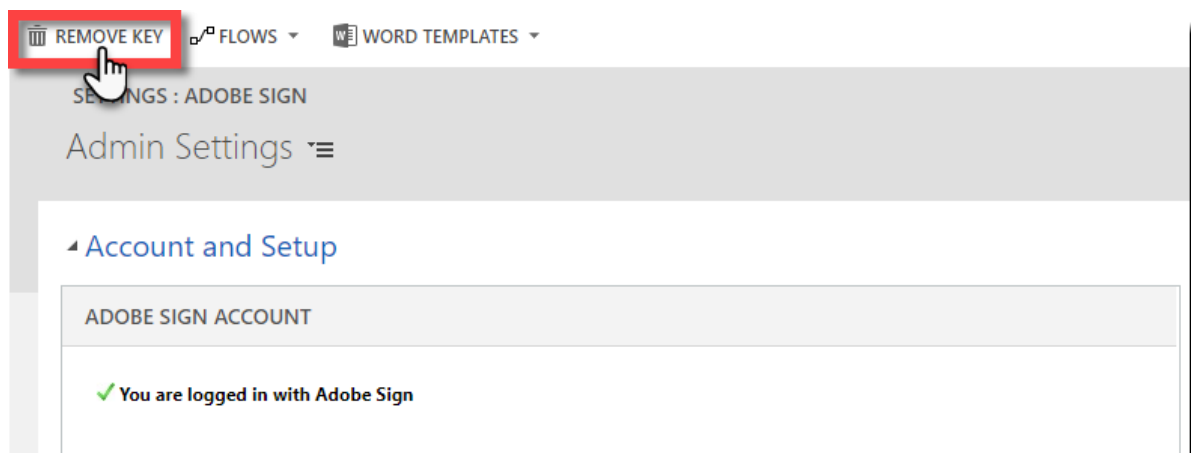 REMOVE KEY FLOWS WORD TEMPLATES
SETTINGS : ADOBE SIGN
Admin Settings
Account and Setup
ADOBE SIGN ACCOUNT
You are logged in with Adobe Sign